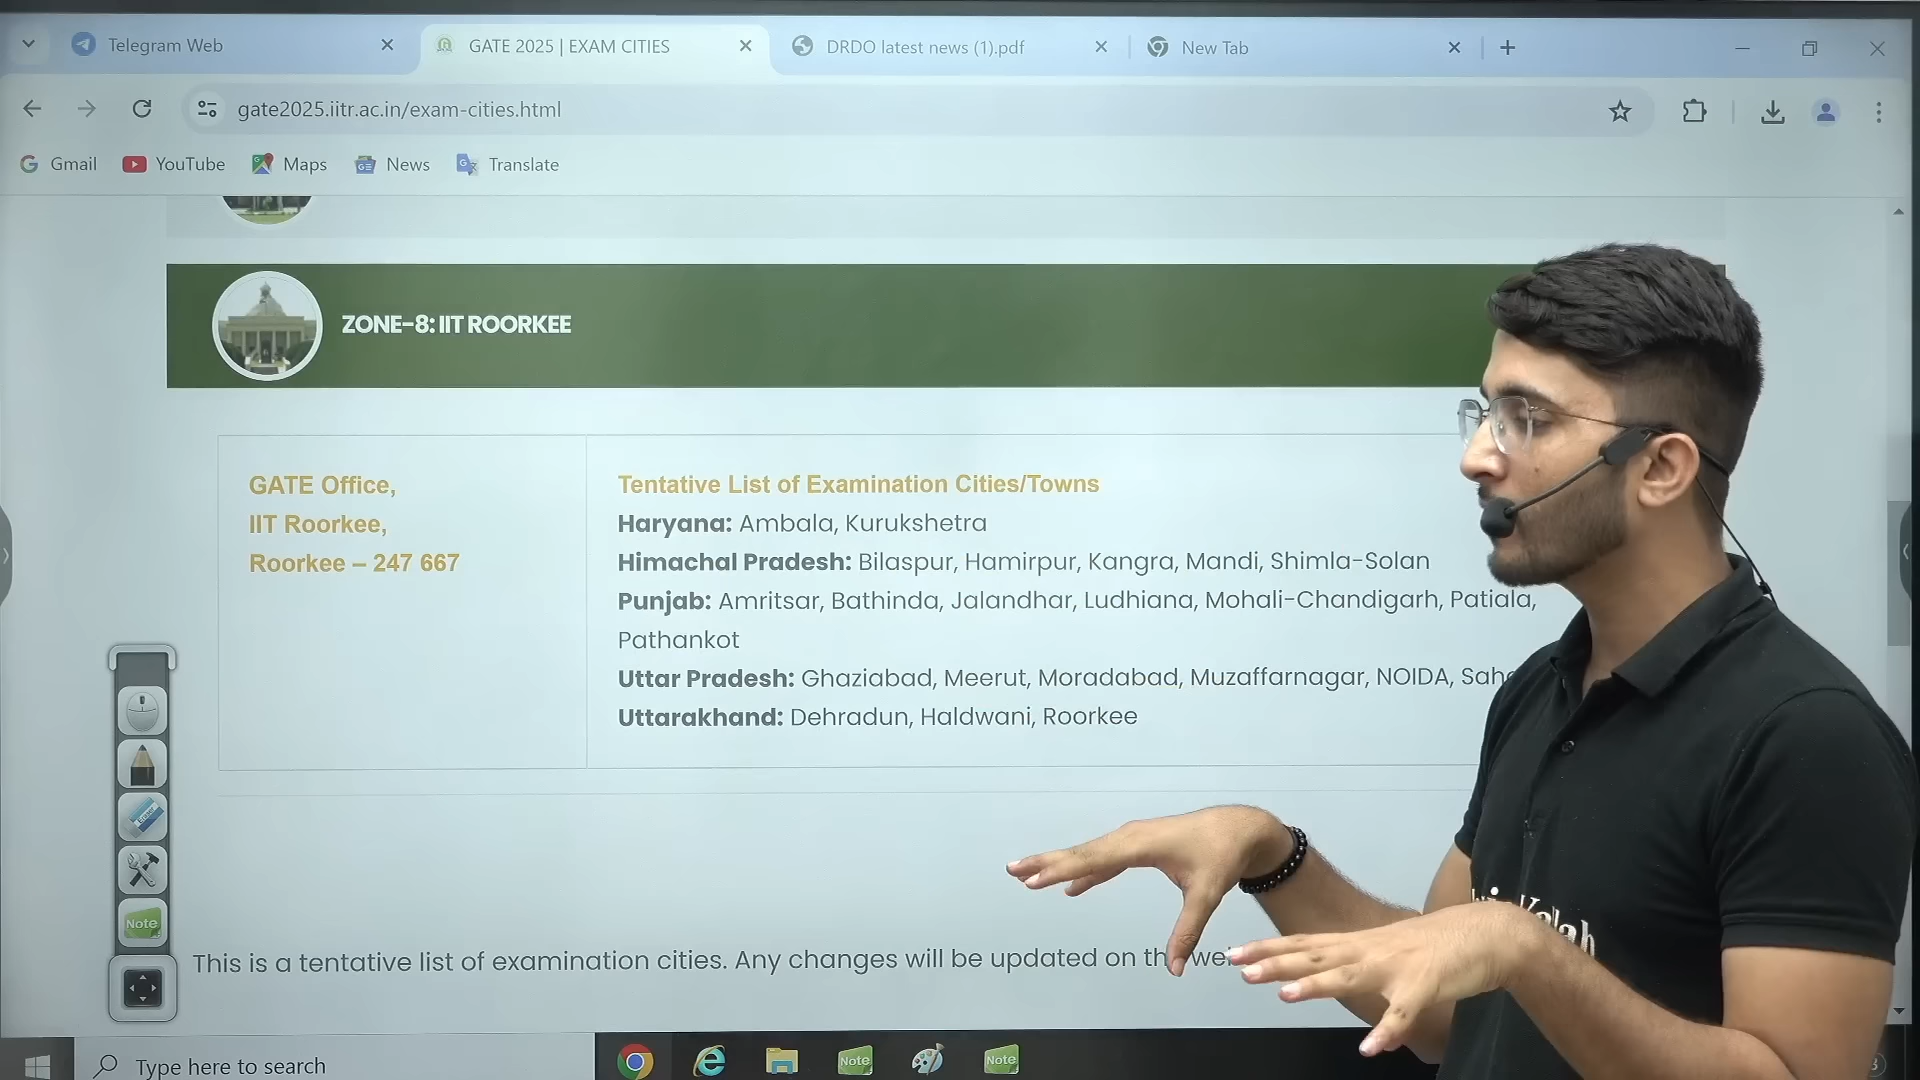 Telegram Web
GATE 2025 | EXAM CITIES
DRDO latest news (1).pdf
New Tab
gate2025.iitr.ac.in/exam-cities.html
Gmail
YouTube
Maps
News
Translate
ZONE-8: IIT ROORKEE
GATE Office,
IIT Roorkee,
Roorkee – 247 667
Tentative List of Examination Cities/Towns
Haryana: Ambala, Kurukshetra
Himachal Pradesh: Bilaspur, Hamirpur, Kangra, Mandi, Shimla-Solan
Punjab: Amritsar, Bathinda, Jalandhar, Ludhiana, Mohali-Chandigarh, Patiala,
Pathankot
Uttar Pradesh: Ghaziabad, Meerut, Moradabad, Muzaffarnagar, NOIDA,
Uttarakhand: Dehradun, Haldwani, Roorkee
Eraser
Note
This is a tentative list of examination cities. Any changes will be updated on
Type here to search
Note
Note